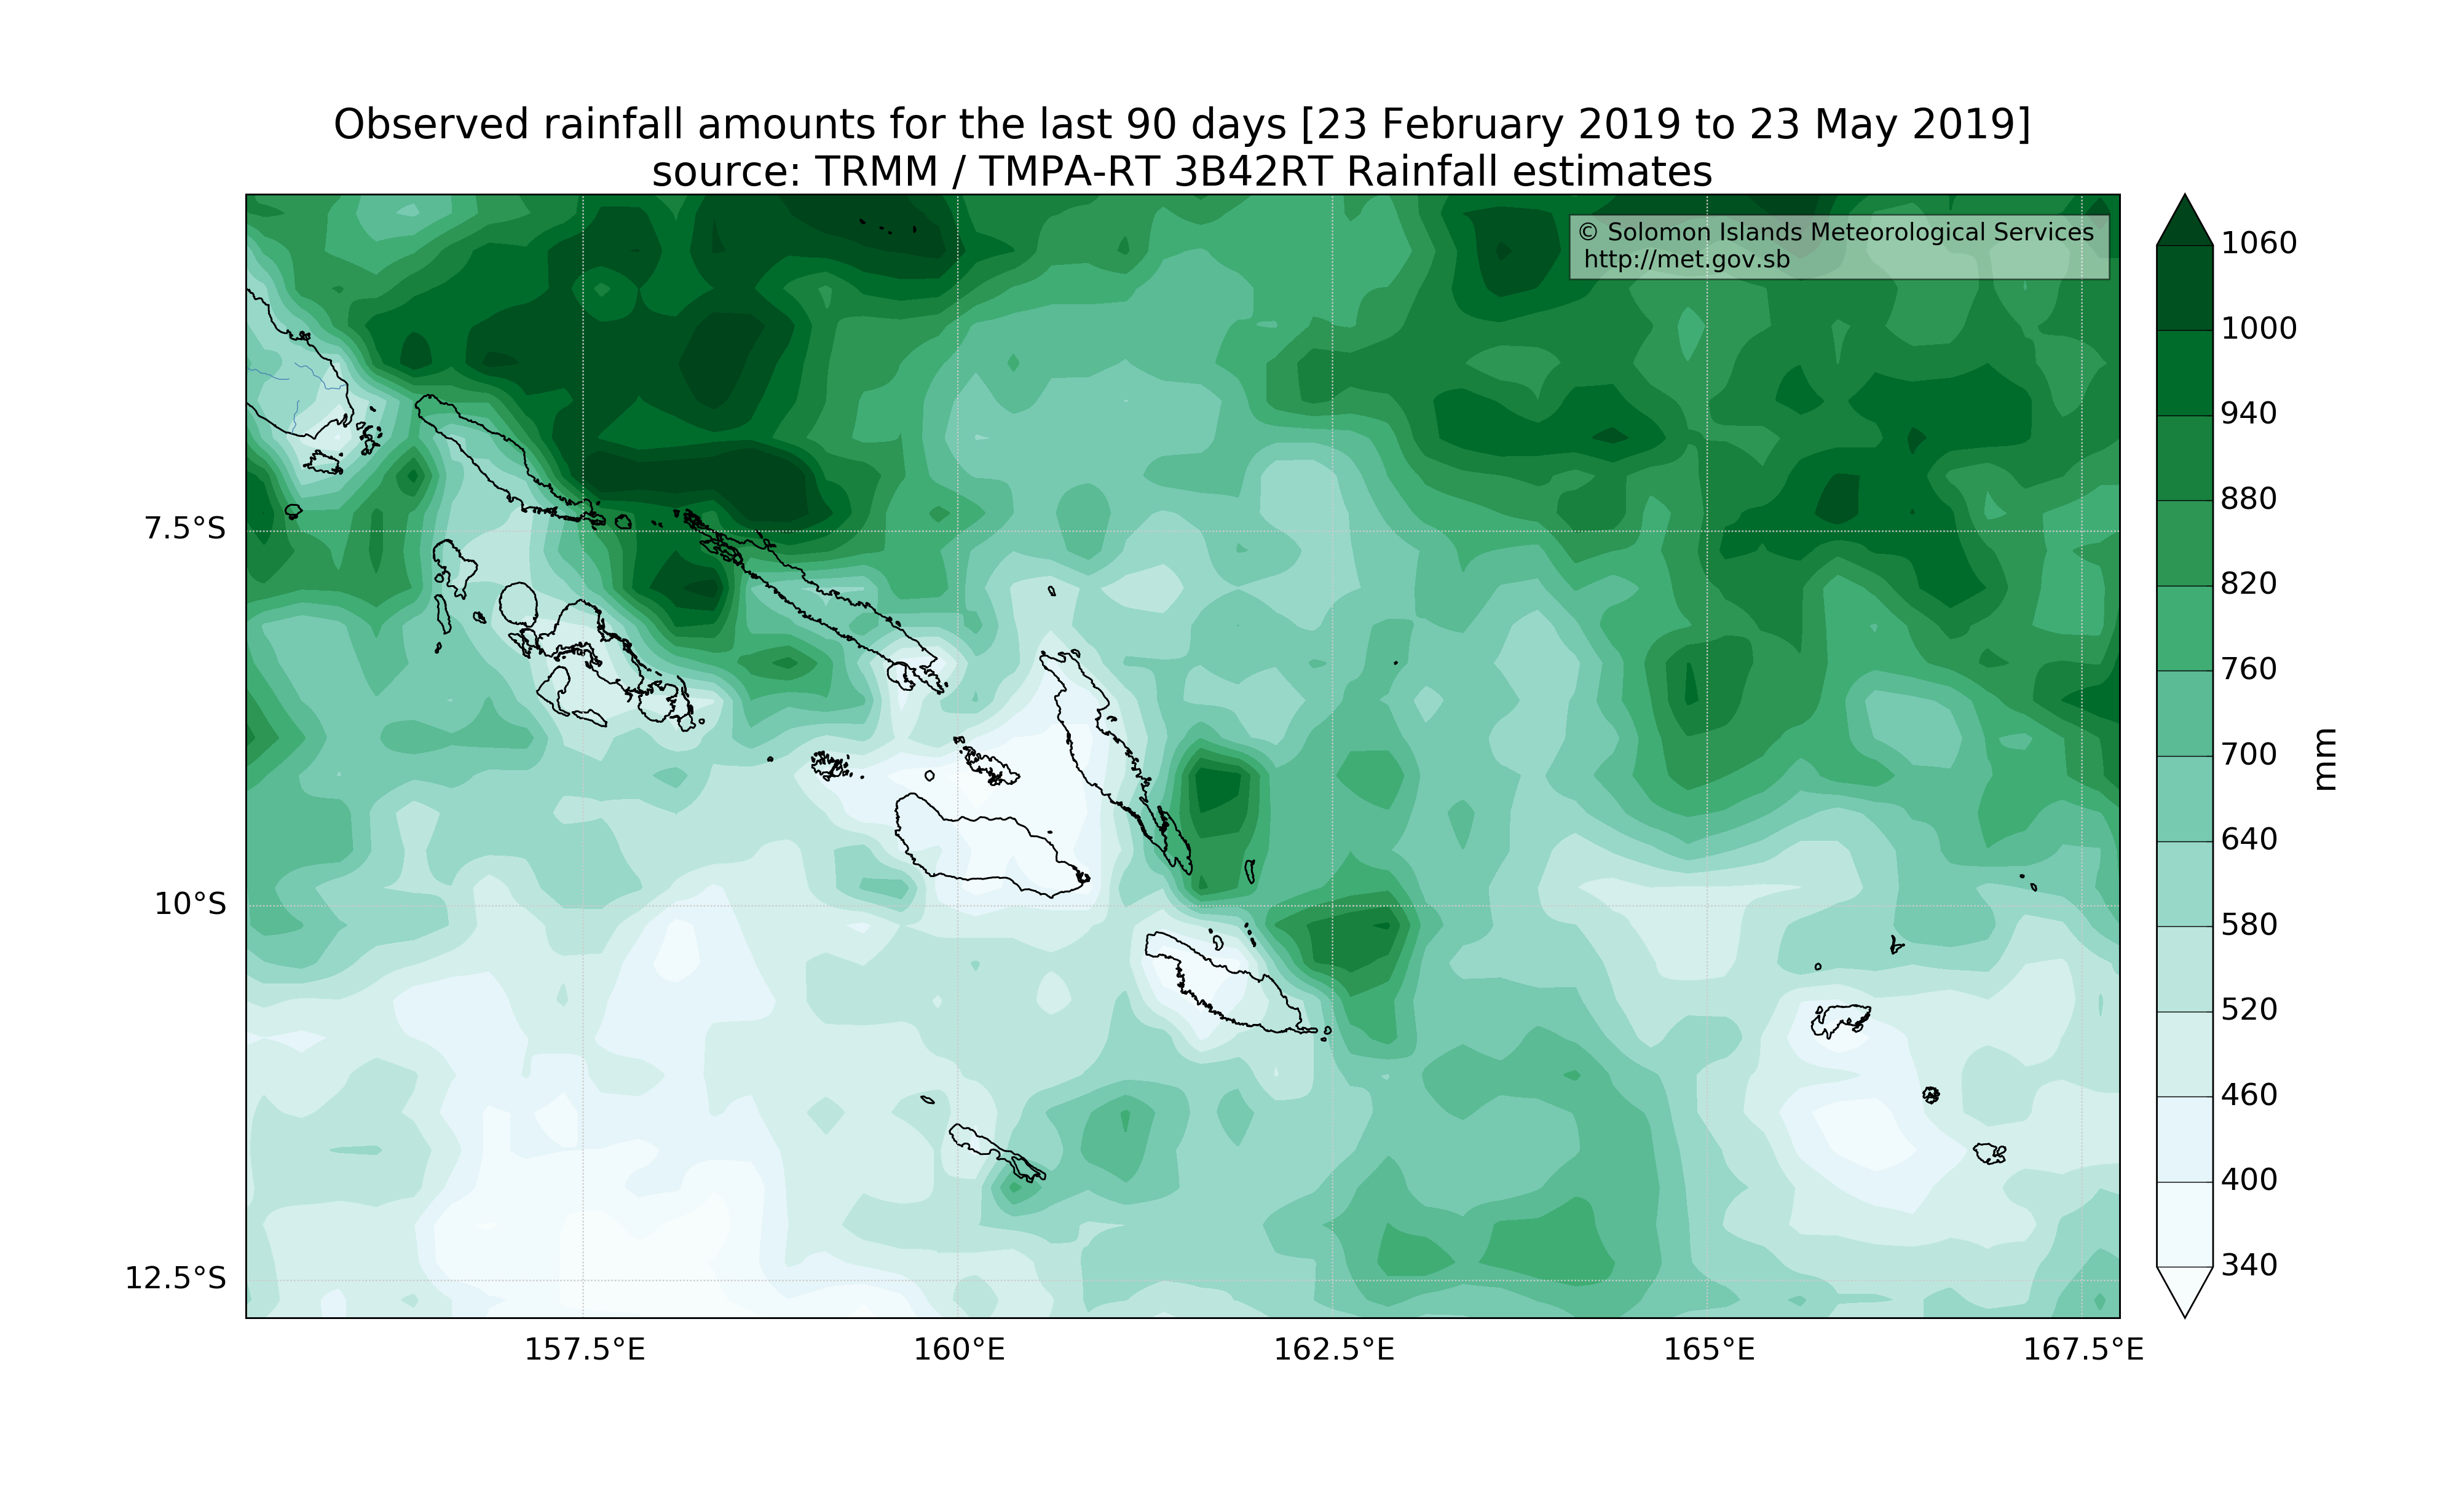 Observed rainfall amounts for the last 90 days [23 February 2019 to 23 May 2019]
source: TRMM / TMPA-RT 3B42RT Rainfall estimates
© Solomon Islands Meteorological Services
http://met.gov.sb
1060
1000
940
880
820
760
700
640
580
520
460
400
340
mm
7.5°S
10°S
12.5°S
157.5°E
160°E
162.5°E
165°E
167.5°E